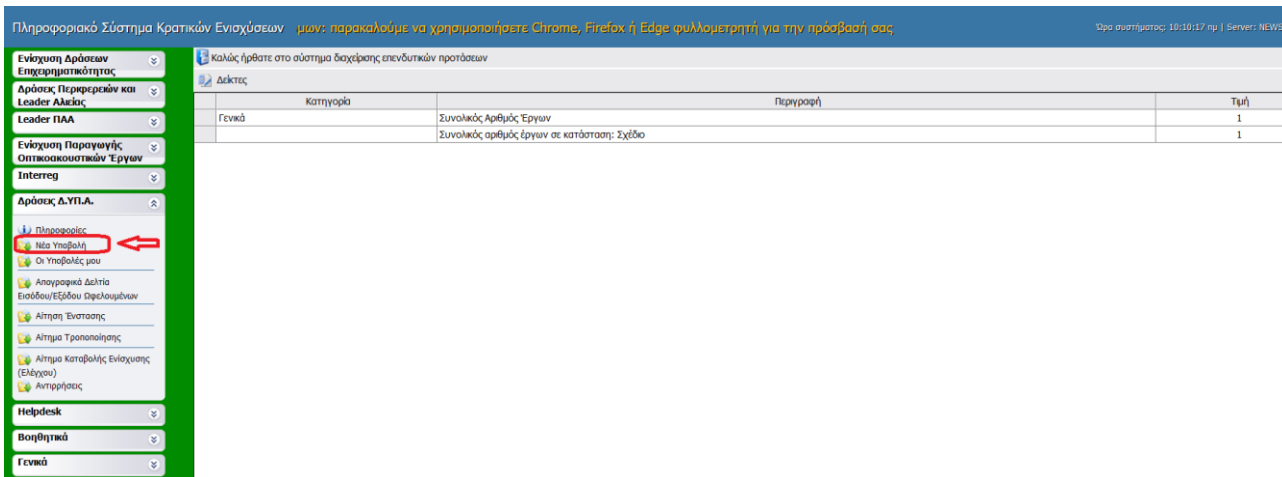 Πληροφοριακό Σύστημα Κρατικών Ενισχύσεων μων: παρακαλούμε να χρησιμοποιήσετε Chrome, Firefox ή Edge φυλλομετρητή για την πρόσβασή σας Ώρα συστήματος: 10:10:17 πμ | Server: NEWS
Ενίσχυση Δράσεων
Επιχειρηματικότητας
Δράσεις Περιφερειών και
Leader Αλιείας
Leader ΠΑΑ
Ενίσχυση Παραγωγής
Οπτικοακουστικών Έργων
Interreg
Δράσεις Δ.ΥΠ.Α.
Πληροφορίες
Νέα Υποβολή
Οι Υποβολές μου
Απογραφικά Δελτία
Εισόδου/Εξόδου Ωφελουμένων
Αίτηση Ένστασης
Αίτημα Τροποποίησης
Αίτημα Καταβολής Ενίσχυσης
(Ελέγχου)
Αντιρρήσεις
Helpdesk
Βοηθητικά
Γενικά
Καλώς ήρθατε στο σύστημα διαχείρισης επενδυτικών προτάσεων
Δείκτες
Κατηγορία Περιγραφή Τιμή
Γενικά Συνολικός Αριθμός Έργων 1
Συνολικός αριθμός έργων σε κατάσταση: Σχέδιο 1